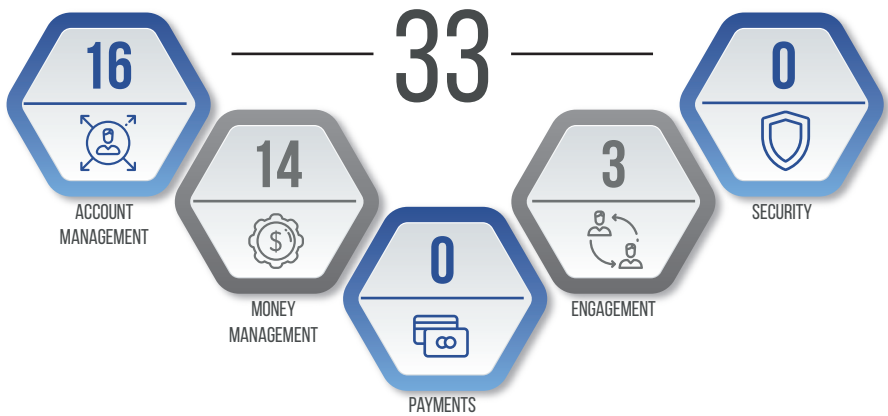 33
16
ACCOUNT
MANAGEMENT
14
$
MONEY
MANAGEMENT
0
PAYMENTS
3
ENGAGEMENT
0
SECURITY